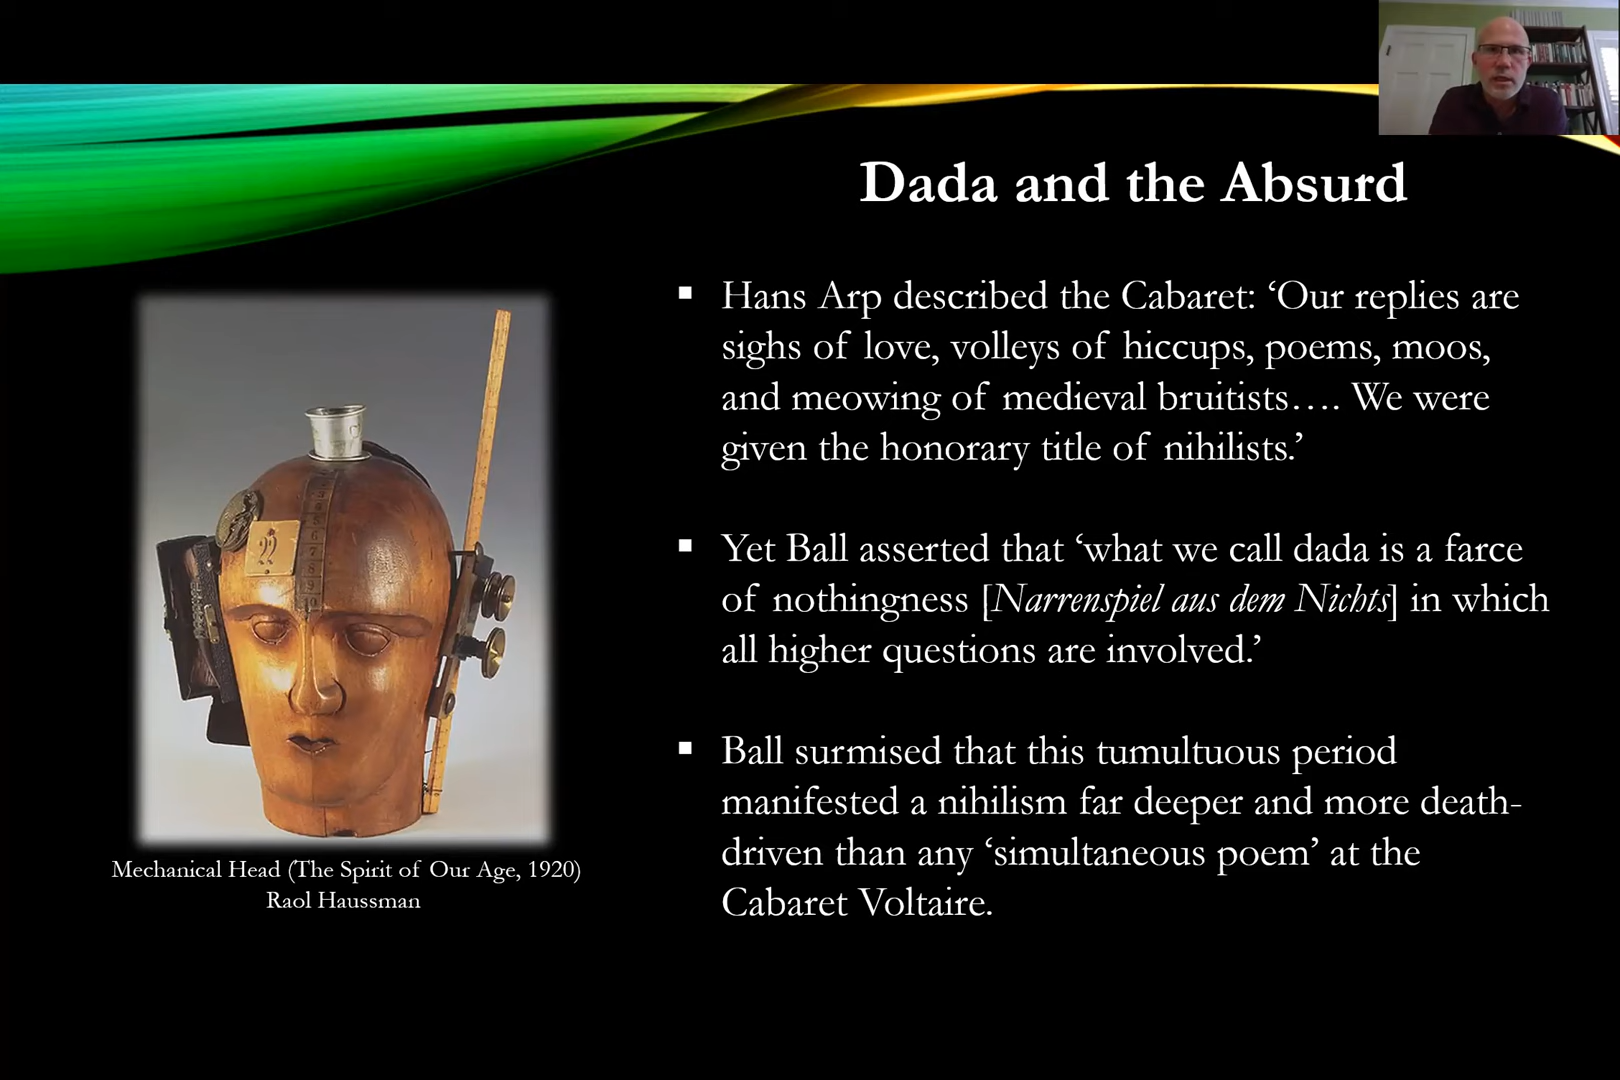 Dada and the Absurd
▪ Hans Arp described the Cabaret: ‘Our replies are
sighs of love, volleys of hiccups, poems, moos,
and meowing of medieval bruitists…. We were
given the honorary title of nihilists.’
▪ Yet Ball asserted that ‘what we call dada is a farce
of nothingness [Narrenspiel aus dem Nichts] in which
all higher questions are involved.’
▪ Ball surmised that this tumultuous period
manifested a nihilism far deeper and more death-
driven than any ‘simultaneous poem’ at the
Cabaret Voltaire.
22
Mechanical Head (The Spirit of Our Age, 1920)
Raol Haussman